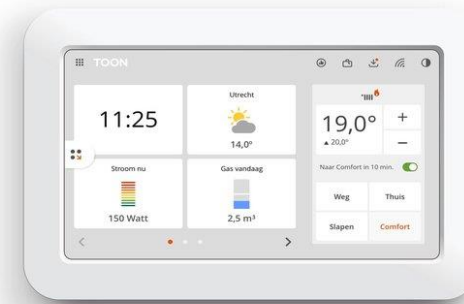 TOON
11:25
Utrecht
14,0°
Stroom nu
150 Watt
Gas vandaag
2,5 m³
19,0°
+
▲ 20,0°
−
Naar Comfort in 10 min.
Weg
Thuis
Slapen
Comfort